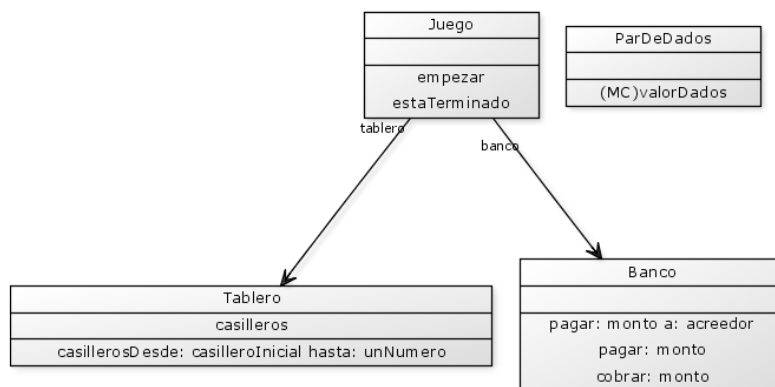 Juego
empezar
estaTerminado
ParDeDados
(MC)valorDados
tablero
banco
Tablero
casilleros
casillerosDesde: casilleroInicial hasta: unNumero
Banco
pagar: monto a: acreedor
pagar: monto
cobrar: monto